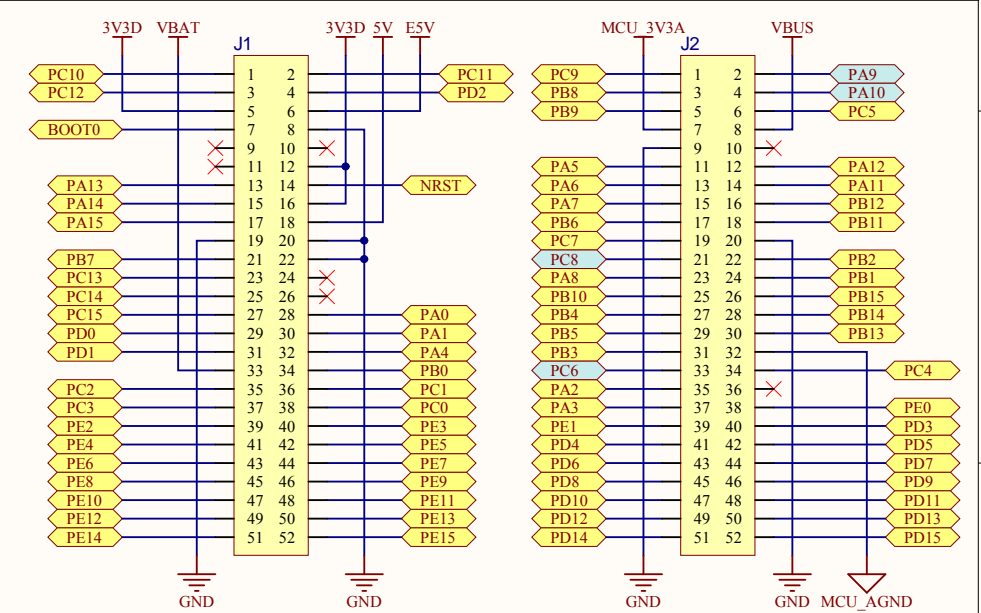 3V3D VBAT 3V3D 5V E5V MCU_3V3A VBUS
J1 J2
PC10 1 2 PC11 PC9 1 2 PA9
PC12 3 4 PD2 PB8 3 4 PA10
5 6 PB9 5 6 PC5
BOOT0 7 8 7 8
9 10 9 10
11 12 PA5 11 12 PA12
PA13 13 14 NRST PA6 13 14 PA11
PA14 15 16 PA7 15 16 PB12
PA15 17 18 PB6 17 18 PB11
19 20 PC7 19 20
PB7 21 22 PC8 21 22 PB2
PC13 23 24 PA8 23 24 PB1
PC14 25 26 PB10 25 26 PB15
PC15 27 28 PA0 PB4 27 28 PB14
PD0 29 30 PA1 PB5 29 30 PB13
PD1 31 32 PA4 PB3 31 32
33 34 PB0 PC6 33 34 PC4
PC2 35 36 PC1 PA2 35 36
PC3 37 38 PC0 PA3 37 38 PE0
PE2 39 40 PE3 PE1 39 40 PD3
PE4 41 42 PE5 PD4 41 42 PD5
PE6 43 44 PE7 PD6 43 44 PD7
PE8 45 46 PE9 PD8 45 46 PD9
PE10 47 48 PE11 PD10 47 48 PD11
PE12 49 50 PE13 PD12 49 50 PD13
PE14 51 52 PE15 PD14 51 52 PD15
GND GND GND GND MCU_AGND